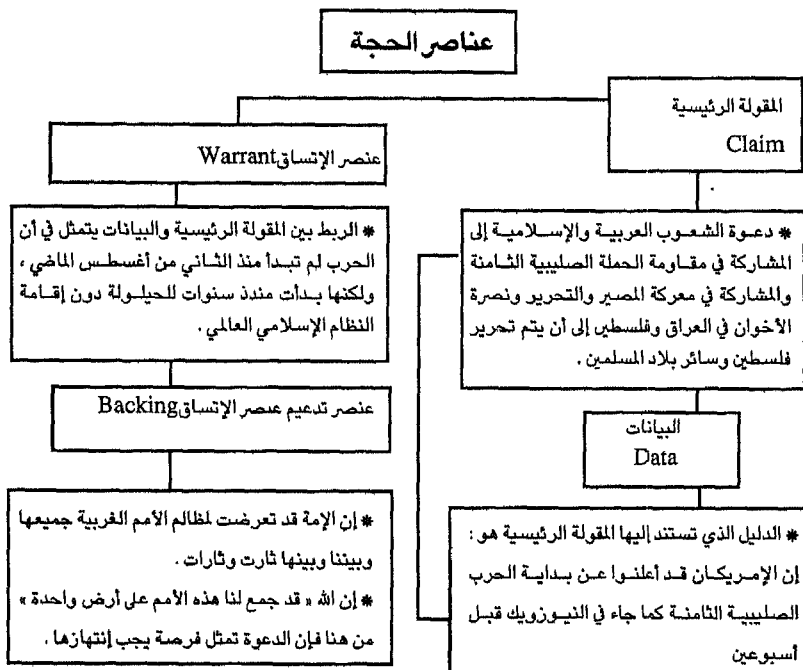 عناصر الحجة
المقولة الرئيسية
Claim
* دعوة الشعوب العربية والإسلامية إلى
المشاركة في مقاومة الحملة الصليبية الثامنة
والمشاركة في معركة المصير والتحرير ونصرة
الأخوان في العراق وفلسطين إلى أن يتم تحرير
فلسطين وسائر بلاد المسلمين .
البيانات
Data
* الدليل الذي تستند إليها المقولة الرئيسية هو :
إن الإمريكان قد أعلنوا عن بداية الحرب
الصليبية الثامنة كما جاء في النيوزويك قبل
أسبوعين
عنصر الإتساق Warrant
* الربط بين المقولة الرئيسية والبيانات يتمثل في أن
الحرب لم تبدأ منذ الثاني من أغسطس الماضي ،
ولكنها بدأت مندذ سنوات للحيلولة دون إقامة
النظام الإسلامي العالمي .
عنصر تدعيم عنصر الإتساق Backing
* إن الإمة قد تعرضت لمظالم الأمم الغربية جميعها
وبيننا وبينها ثارت وثارات .
* إن الله « قد جمع لنا هذه الأمم على أرض واحدة »
من هنا فإن الدعوة تمثل فرصة يجب إنتهازها .